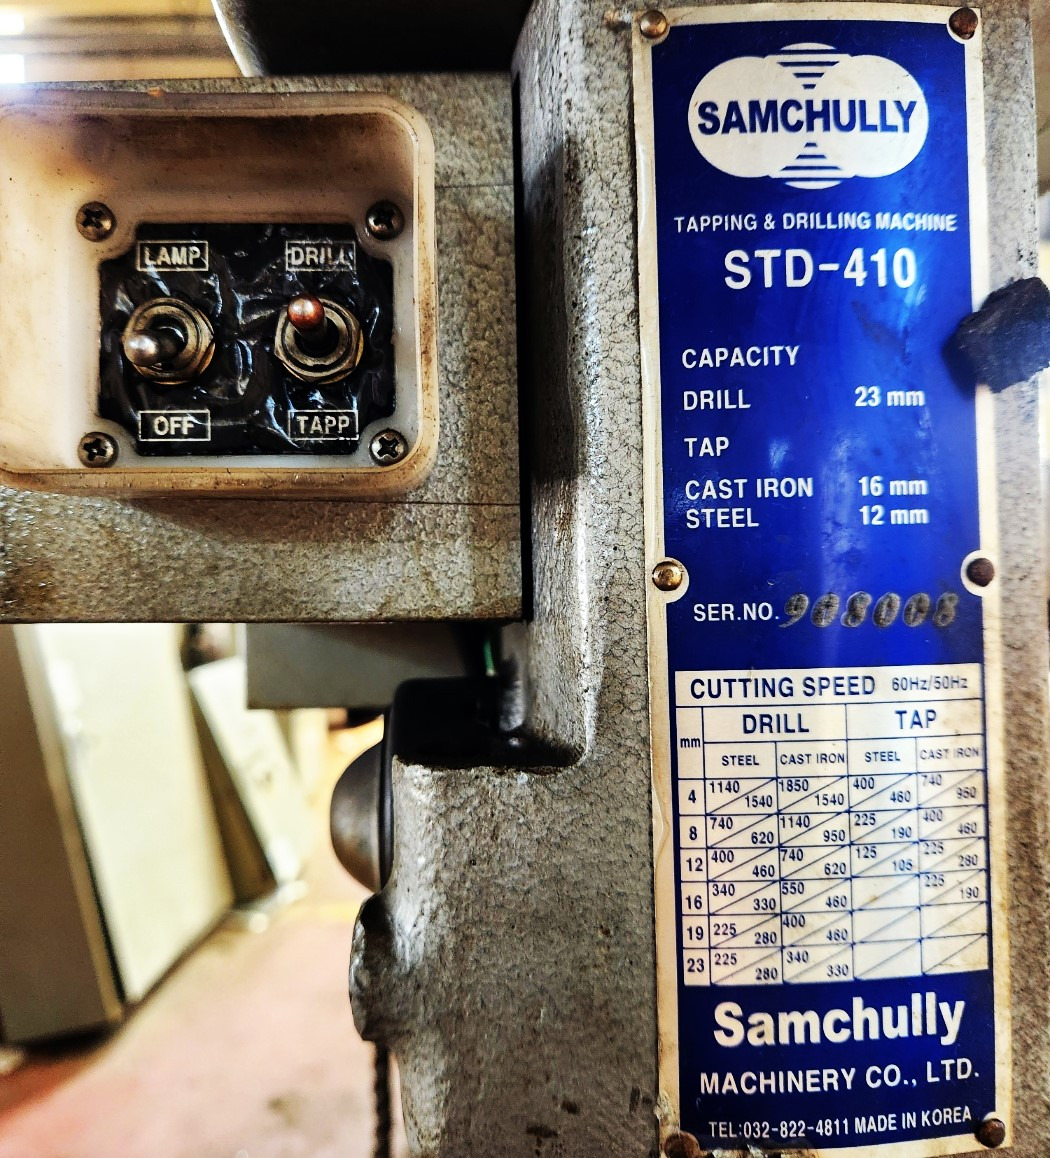 LAMP DRILL
OFF TAPP
SAMCHULLY
TAPPING & DRILLING MACHINE
STD-410
CAPACITY
DRILL 23 mm
TAP
CAST IRON 16 mm
STEEL 12 mm
SER.NO. 908008
CUTTING SPEED 60Hz/50Hz
mm DRILL TAP
STEEL CAST IRON STEEL CAST IRON
4 1140 1540 1850 1540 400 460 740 960
8 740 620 1140 950 225 190 400 460
12 400 460 740 620 125 105 225 280
16 340 330 550 460 225 190
19 225 280 400 460
23 225 280 340 330
Samchully
MACHINERY CO., LTD.
TEL:032-822-4811 MADE IN KOREA